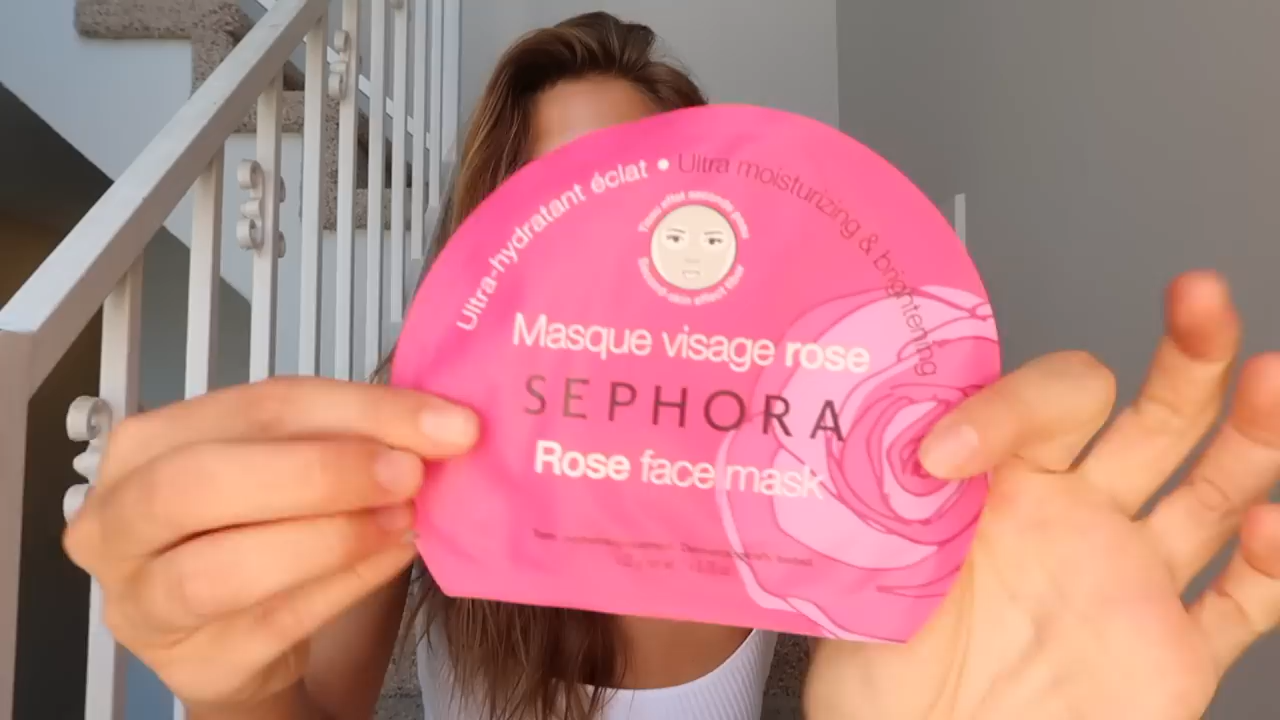 Ultra-hydratant éclat • Ultra moisturizing & brightening
Masque visage rose
SEPHORA
Rose face mask